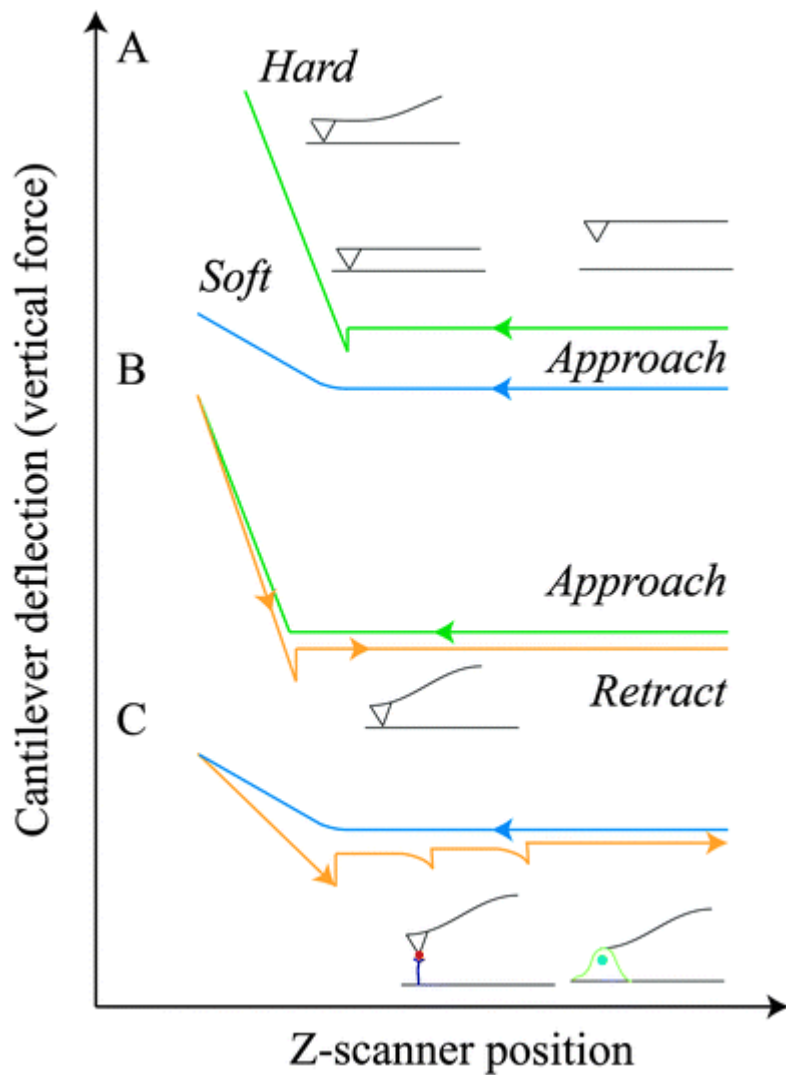 A
Hard
Soft
Approach
B
Approach
Retract
C
Cantilever deflection (vertical force)
Z-scanner position